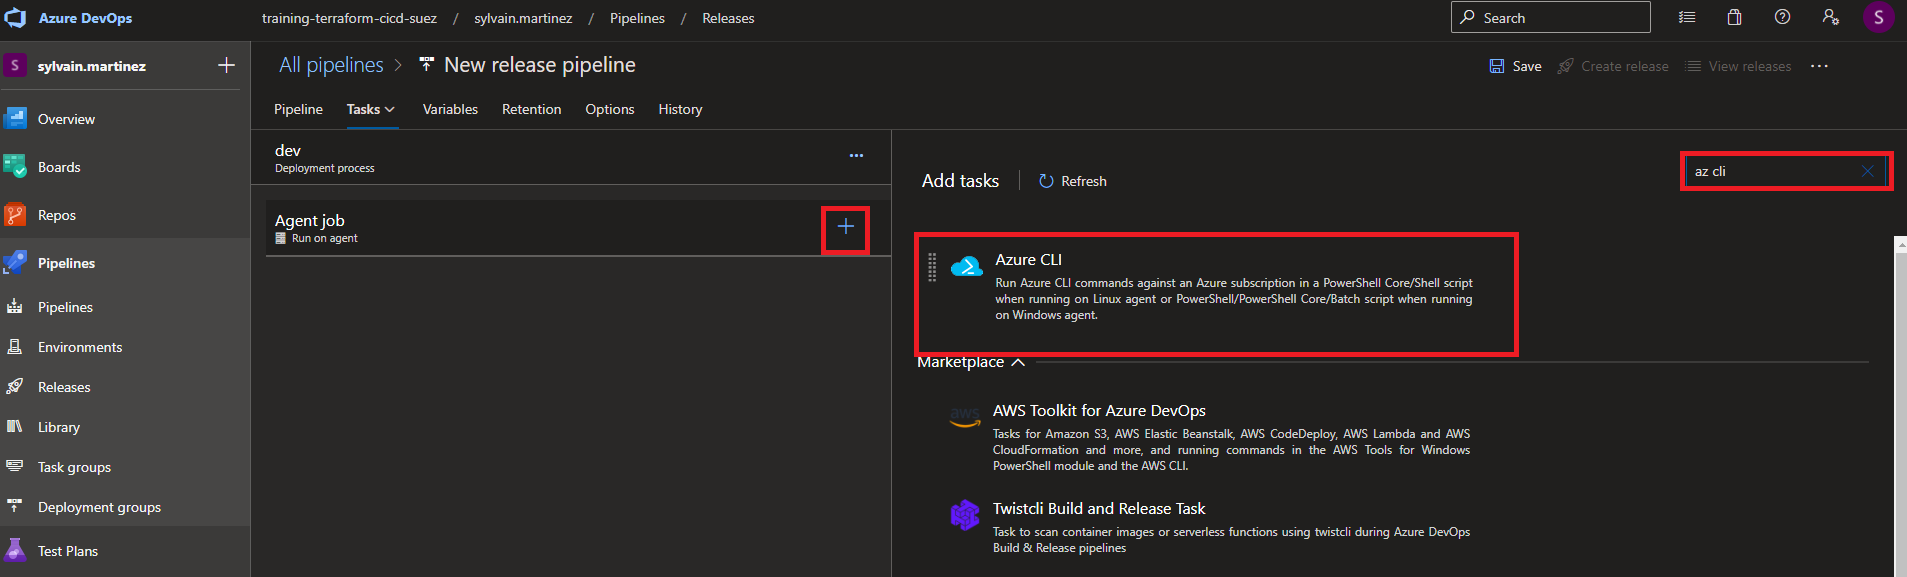 Azure DevOps
training-terraform-cicd-suez / sylvain.martinez / Pipelines / Releases
Search
S
S sylvain.martinez
Overview
Boards
Repos
Pipelines
Pipelines
Environments
Releases
Library
Task groups
Deployment groups
Test Plans
All pipelines > New release pipeline
Save
Create release
View releases
Pipeline
Tasks
Variables
Retention
Options
History
dev
Deployment process
Agent job
Run on agent
Add tasks
Refresh
az cli
Azure CLI
Run Azure CLI commands against an Azure subscription in a PowerShell Core/Shell script
when running on Linux agent or PowerShell/PowerShell Core/Batch script when running
on Windows agent.
Marketplace
aws
AWS Toolkit for Azure DevOps
Tasks for Amazon S3, AWS Elastic Beanstalk, AWS CodeDeploy, AWS Lambda and AWS
CloudFormation and more, and running commands in the AWS Tools for Windows
PowerShell module and the AWS CLI.
Twistcli Build and Release Task
Task to scan container images or serverless functions using twistcli during Azure DevOps
Build & Release pipelines